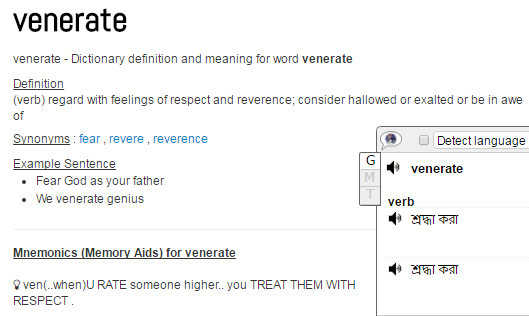 venerate
venerate - Dictionary definition and meaning for word venerate
Definition
(verb) regard with feelings of respect and reverence; consider hallowed or exalted or be in awe
of
Synonyms : fear , revere , reverence
Example Sentence
Fear God as your father
We venerate genius
Mnemonics (Memory Aids) for venerate
ven(..when)U RATE someone higher.. you TREAT THEM WITH
RESPECT .
Detect language
G
M
T
venerate
verb
শ্রদ্ধা করা
শ্রদ্ধা করা